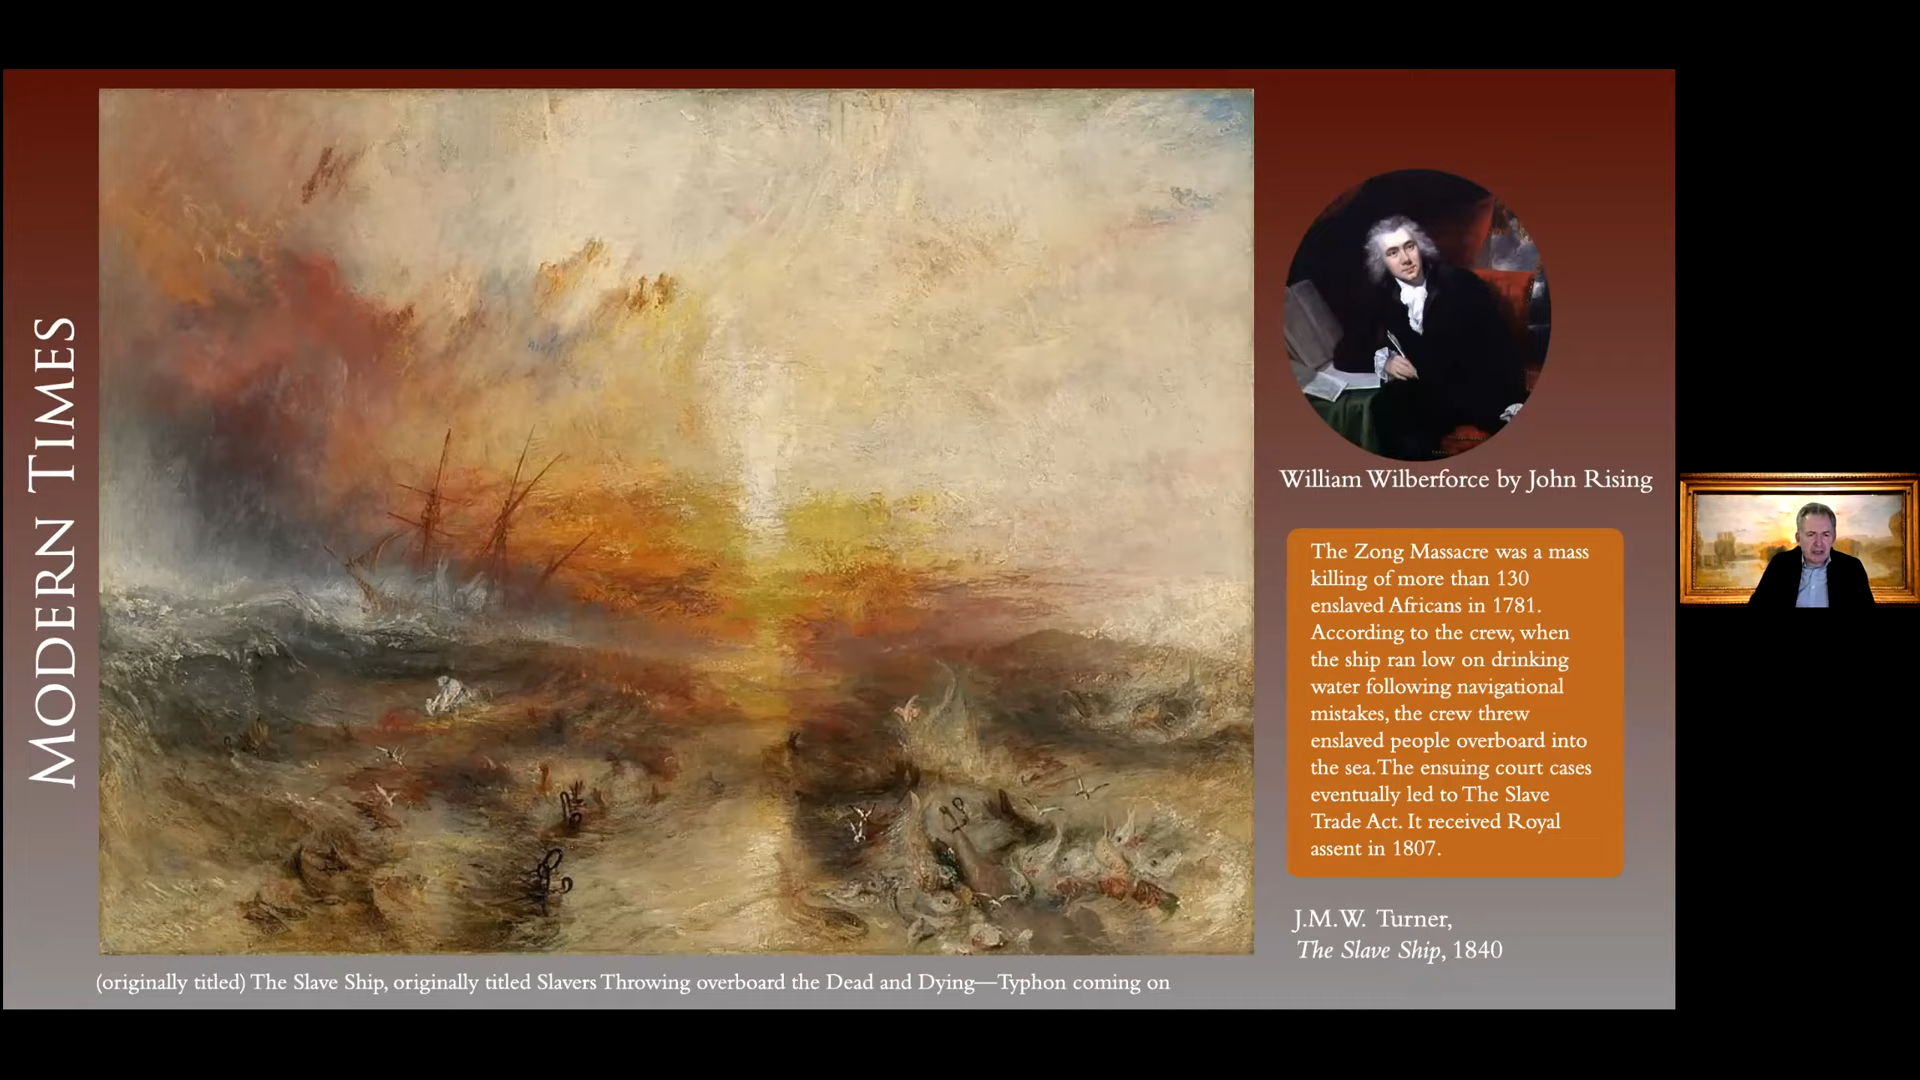 MODERN TIMES
William Wilberforce by John Rising
The Zong Massacre was a mass
killing of more than 130
enslaved Africans in 1781.
According to the crew, when
the ship ran low on drinking
water following navigational
mistakes, the crew threw
enslaved people overboard into
the sea. The ensuing court cases
eventually led to The Slave
Trade Act. It received Royal
assent in 1807.
J.M.W. Turner,
The Slave Ship, 1840
(originally titled) The Slave Ship, originally titled Slavers Throwing overboard the Dead and Dying—Typhon coming on